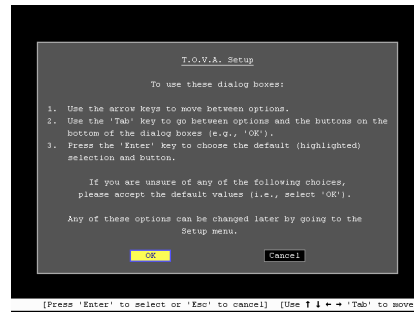 T.O.V.A. Setup
To use these dialog boxes:
1. Use the arrow keys to move between options.
2. Use the 'Tab' key to go between options and the buttons on the
bottom of the dialog boxes (e.g., 'OK').
3. Press the 'Enter' key to choose the default (highlighted)
selection and button.
If you are unsure of any of the following choices,
please accept the default values (i.e., select 'OK').
Any of these options can be changed later by going to the
Setup menu.
OK Cancel
[Press 'Enter' to select or 'Esc' to cancel] [Use ↑ ↓ ← → 'Tab' to move